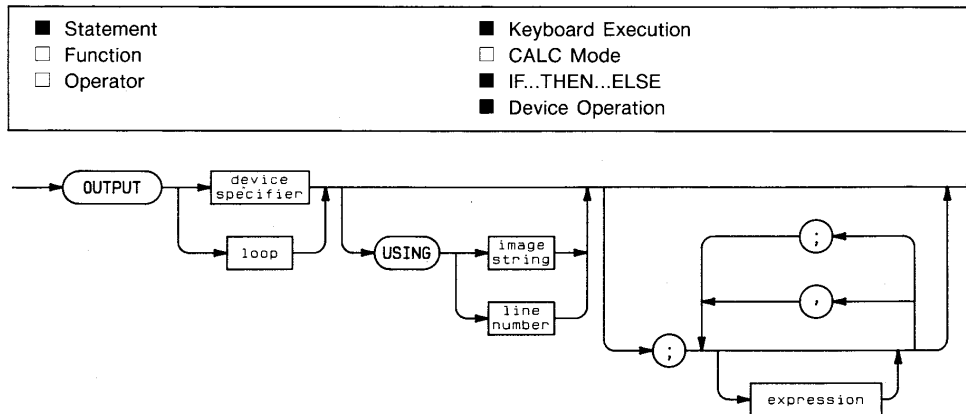 ■ Statement
□ Function
□ Operator
■ Keyboard Execution
□ CALC Mode
■ IF...THEN...ELSE
■ Device Operation
OUTPUT
device
specifier
loop
USING
image
string
line
number
;
;
,
expression